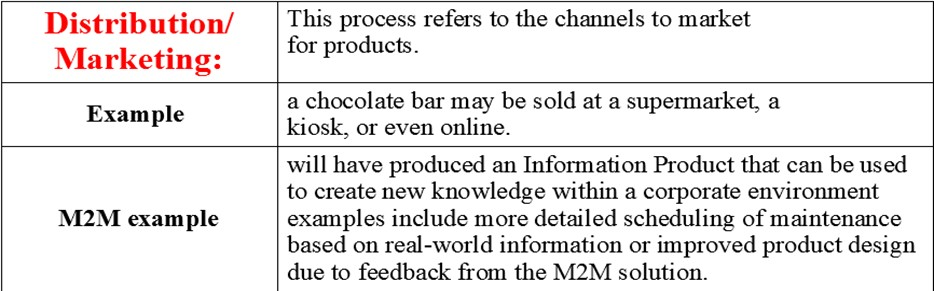 Distribution/
Marketing:
This process refers to the channels to market
for products.
Example
a chocolate bar may be sold at a supermarket, a
kiosk, or even online.
M2M example
will have produced an Information Product that can be used
to create new knowledge within a corporate environment
examples include more detailed scheduling of maintenance
based on real-world information or improved product design
due to feedback from the M2M solution.